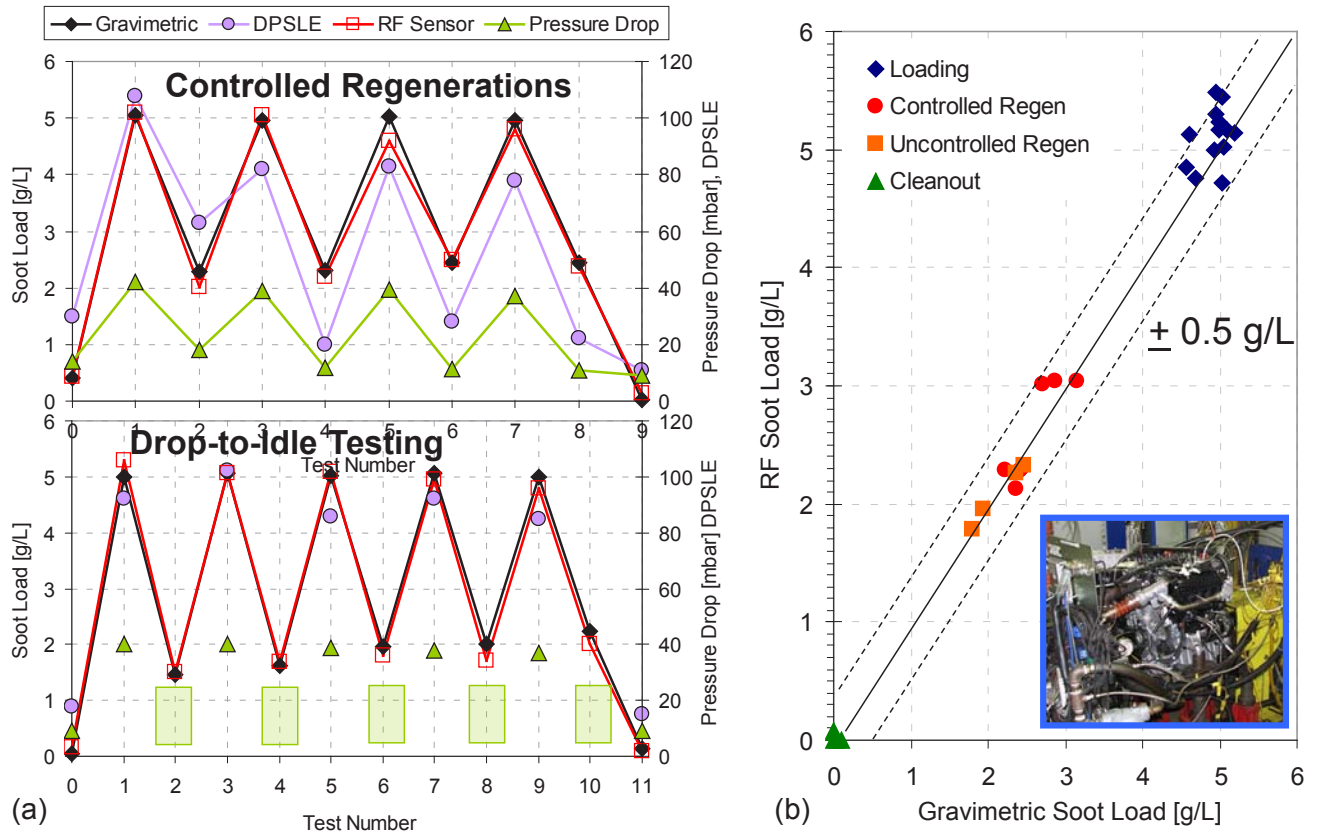 Gravimetric DPSLE RF Sensor Pressure Drop
Controlled Regenerations
6
5
4
3
2
1
0
Soot Load [g/L]
120
100
80
60
40
20
0
Pressure Drop [mbar], DPSLE
0 1 2 3 4 5 6 7 8 9
Test Number
Drop-to-Idle Testing
6
5
4
3
2
1
0
Soot Load [g/L]
120
100
80
60
40
20
0
Pressure Drop [mbar] DPSLE
0 1 2 3 4 5 6 7 8 9 10 11
Test Number
(a)
6
5
4
3
2
1
0
RF Soot Load [g/L]
Loading
Controlled Regen
Uncontrolled Regen
Cleanout
± 0.5 g/L
0 1 2 3 4 5 6
Gravimetric Soot Load [g/L]
(b)